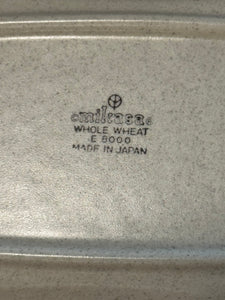 mikasa
WHOLE WHEAT
E 8000
MADE IN JAPAN